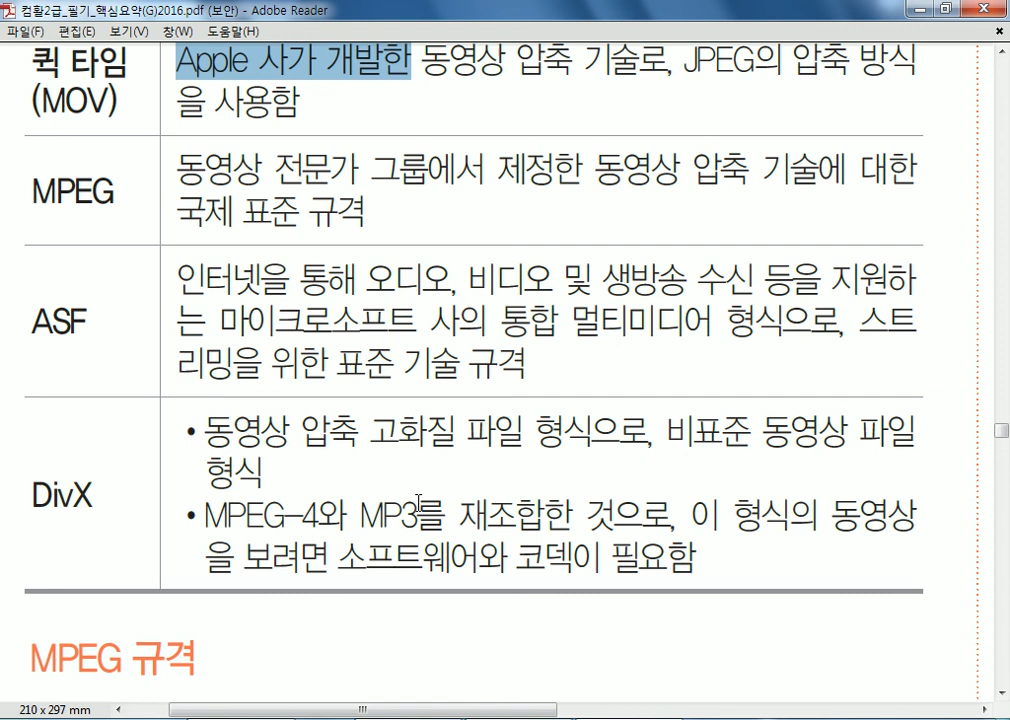 컴활2급_필기_핵심요약(G)2016.pdf (보안) - Adobe Reader
파일(F) 편집(E) 보기(V) 창(W) 도움말(H)
퀵 타임
(MOV)
Apple 사가 개발한 동영상 압축 기술로, JPEG의 압축 방식
을 사용함
MPEG
동영상 전문가 그룹에서 제정한 동영상 압축 기술에 대한
국제 표준 규격
ASF
인터넷을 통해 오디오, 비디오 및 생방송 수신 등을 지원하
는 마이크로소프트 사의 통합 멀티미디어 형식으로, 스트
리밍을 위한 표준 기술 규격
DivX
• 동영상 압축 고화질 파일 형식으로, 비표준 동영상 파일
형식
• MPEG-4와 MP3를 재조합한 것으로, 이 형식의 동영상
을 보려면 소프트웨어와 코덱이 필요함
MPEG 규격
210 x 297 mm